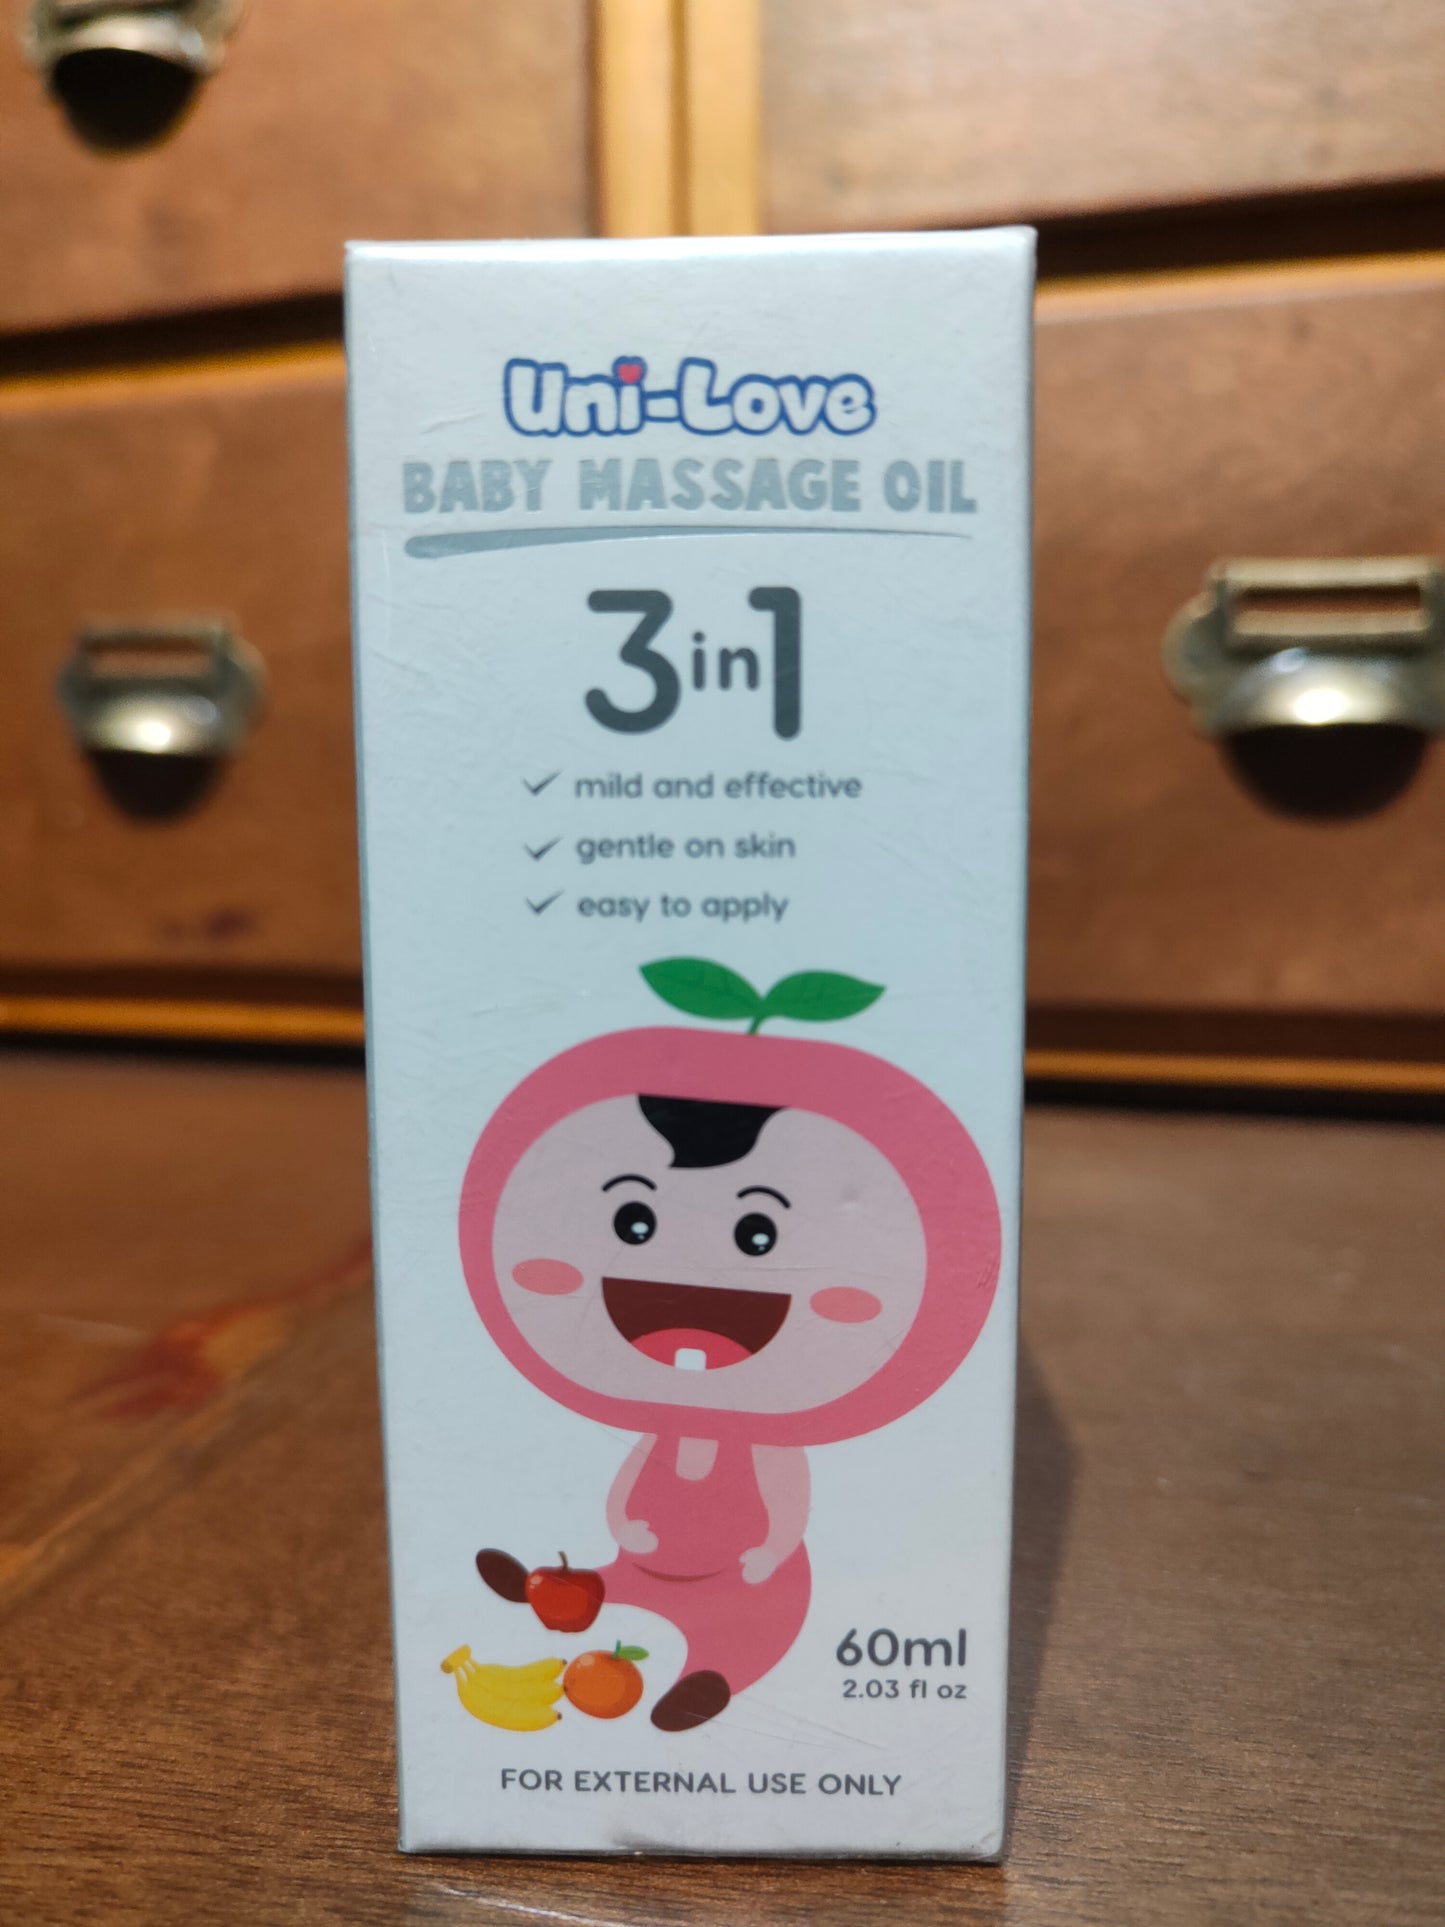 Uni-Love
BABY MASSAGE OIL
3in1
mild and effective
gentle on skin
easy to apply
60ml
2.03 fl oz
FOR EXTERNAL USE ONLY